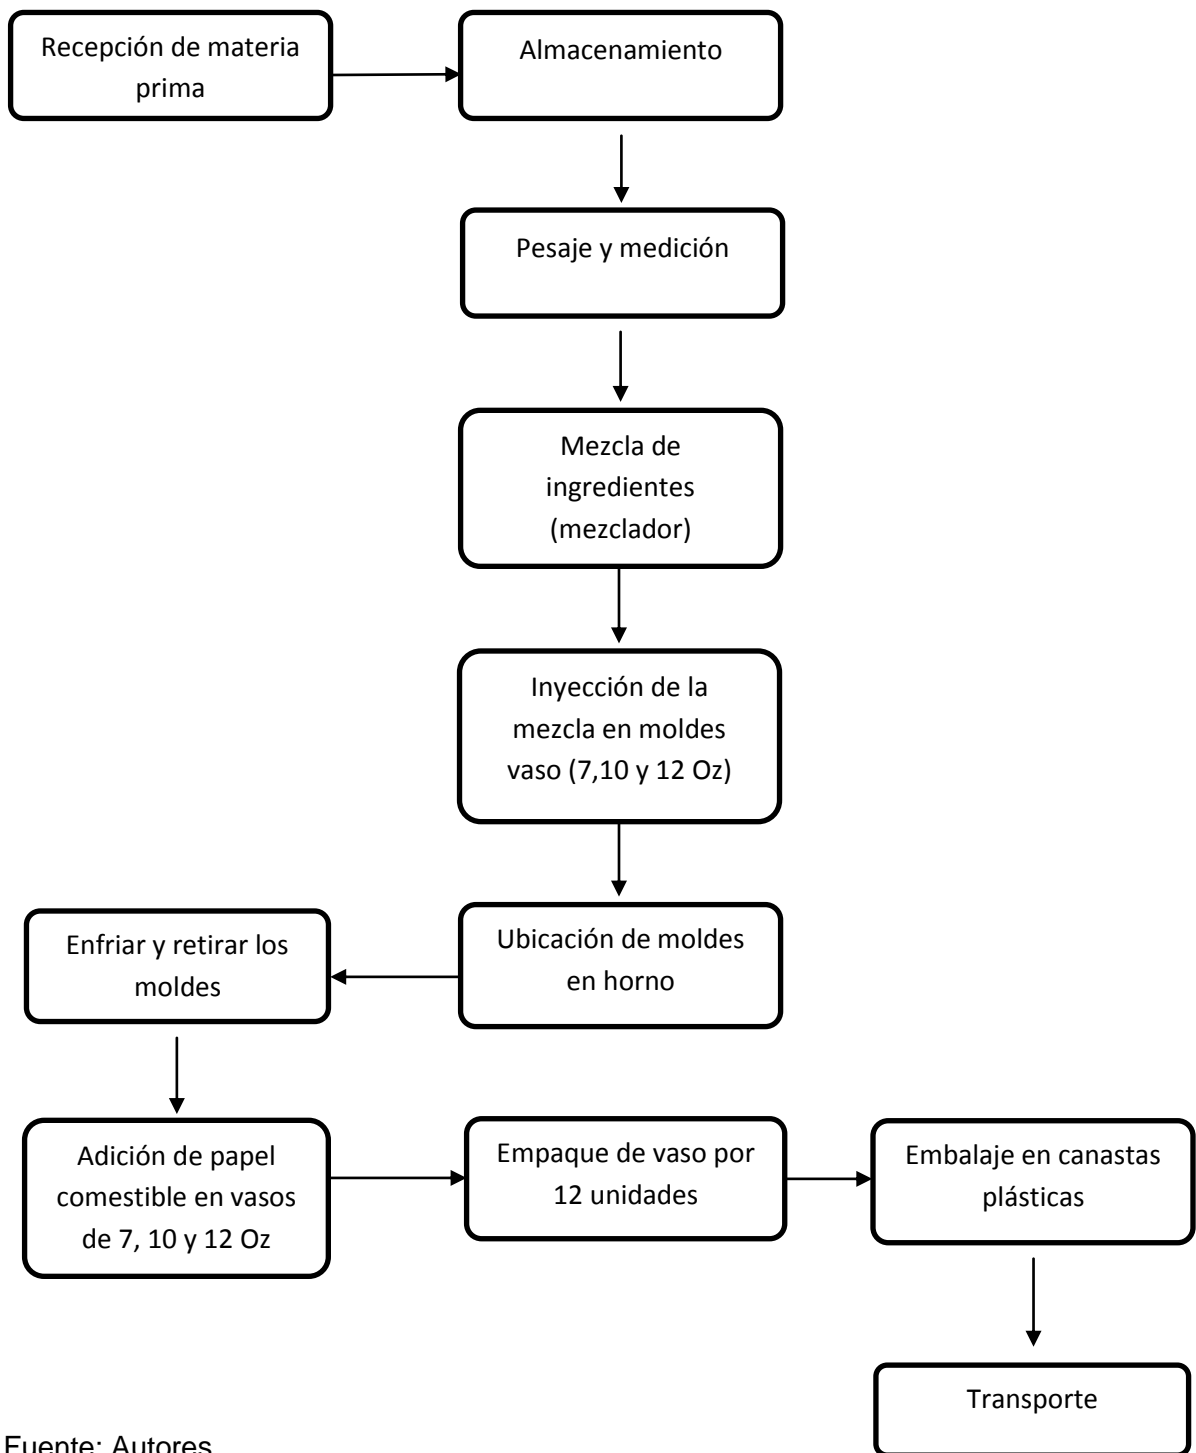 Recepción de materia
prima
Almacenamiento
Pesaje y medición
Mezcla de
ingredientes
(mezclador)
Inyección de la
mezcla en moldes
vaso (7,10 y 12 Oz)
Ubicación de moldes
en horno
Enfriar y retirar los
moldes
Adición de papel
comestible en vasos
de 7, 10 y 12 Oz
Empaque de vaso por
12 unidades
Embalaje en canastas
plásticas
Transporte
Fuente: Autores